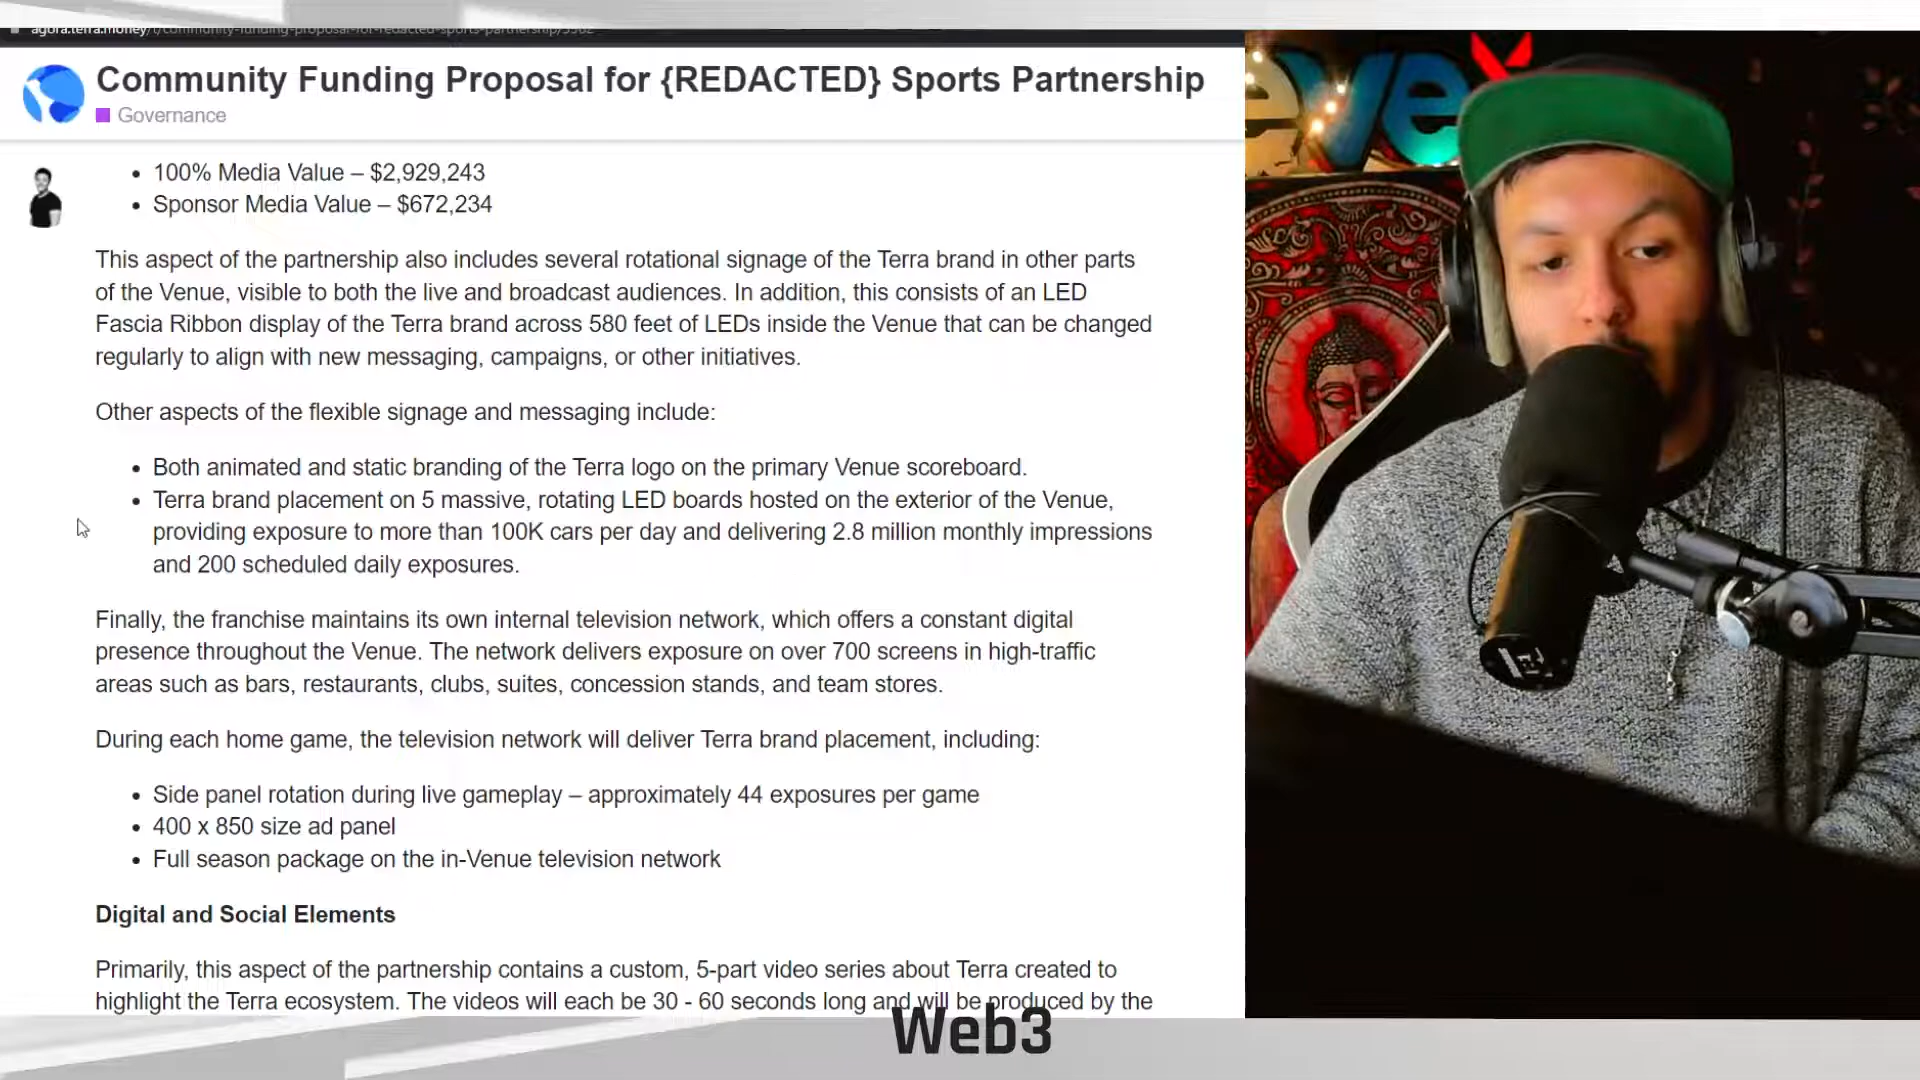 agora.terra.money/t/community-funding-proposal-for-redacted-sports-partnership/3562
Community Funding Proposal for {REDACTED} Sports Partnership
Governance
• 100% Media Value – $2,929,243
• Sponsor Media Value – $672,234
This aspect of the partnership also includes several rotational signage of the Terra brand in other parts
of the Venue, visible to both the live and broadcast audiences. In addition, this consists of an LED
Fascia Ribbon display of the Terra brand across 580 feet of LEDs inside the Venue that can be changed
regularly to align with new messaging, campaigns, or other initiatives.
Other aspects of the flexible signage and messaging include:
• Both animated and static branding of the Terra logo on the primary Venue scoreboard.
• Terra brand placement on 5 massive, rotating LED boards hosted on the exterior of the Venue,
providing exposure to more than 100K cars per day and delivering 2.8 million monthly impressions
and 200 scheduled daily exposures.
Finally, the franchise maintains its own internal television network, which offers a constant digital
presence throughout the Venue. The network delivers exposure on over 700 screens in high-traffic
areas such as bars, restaurants, clubs, suites, concession stands, and team stores.
During each home game, the television network will deliver Terra brand placement, including:
• Side panel rotation during live gameplay – approximately 44 exposures per game
• 400 x 850 size ad panel
• Full season package on the in-Venue television network
Digital and Social Elements
Primarily, this aspect of the partnership contains a custom, 5-part video series about Terra created to
highlight the Terra ecosystem. The videos will each be 30 - 60 seconds long and will be produced by the
Web3